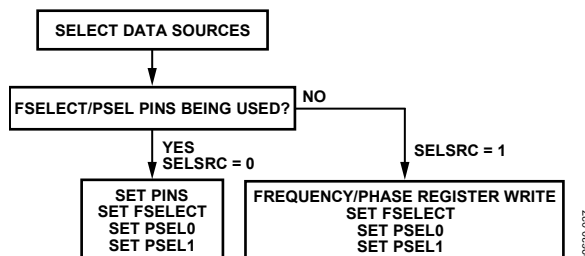 SELECT DATA SOURCES
FSELECT/PSEL PINS BEING USED?
NO
YES
SELSRC = 0
SELSRC = 1
SET PINS
SET FSELECT
SET PSEL0
SET PSEL1
FREQUENCY/PHASE REGISTER WRITE
SET FSELECT
SET PSEL0
SET PSEL1